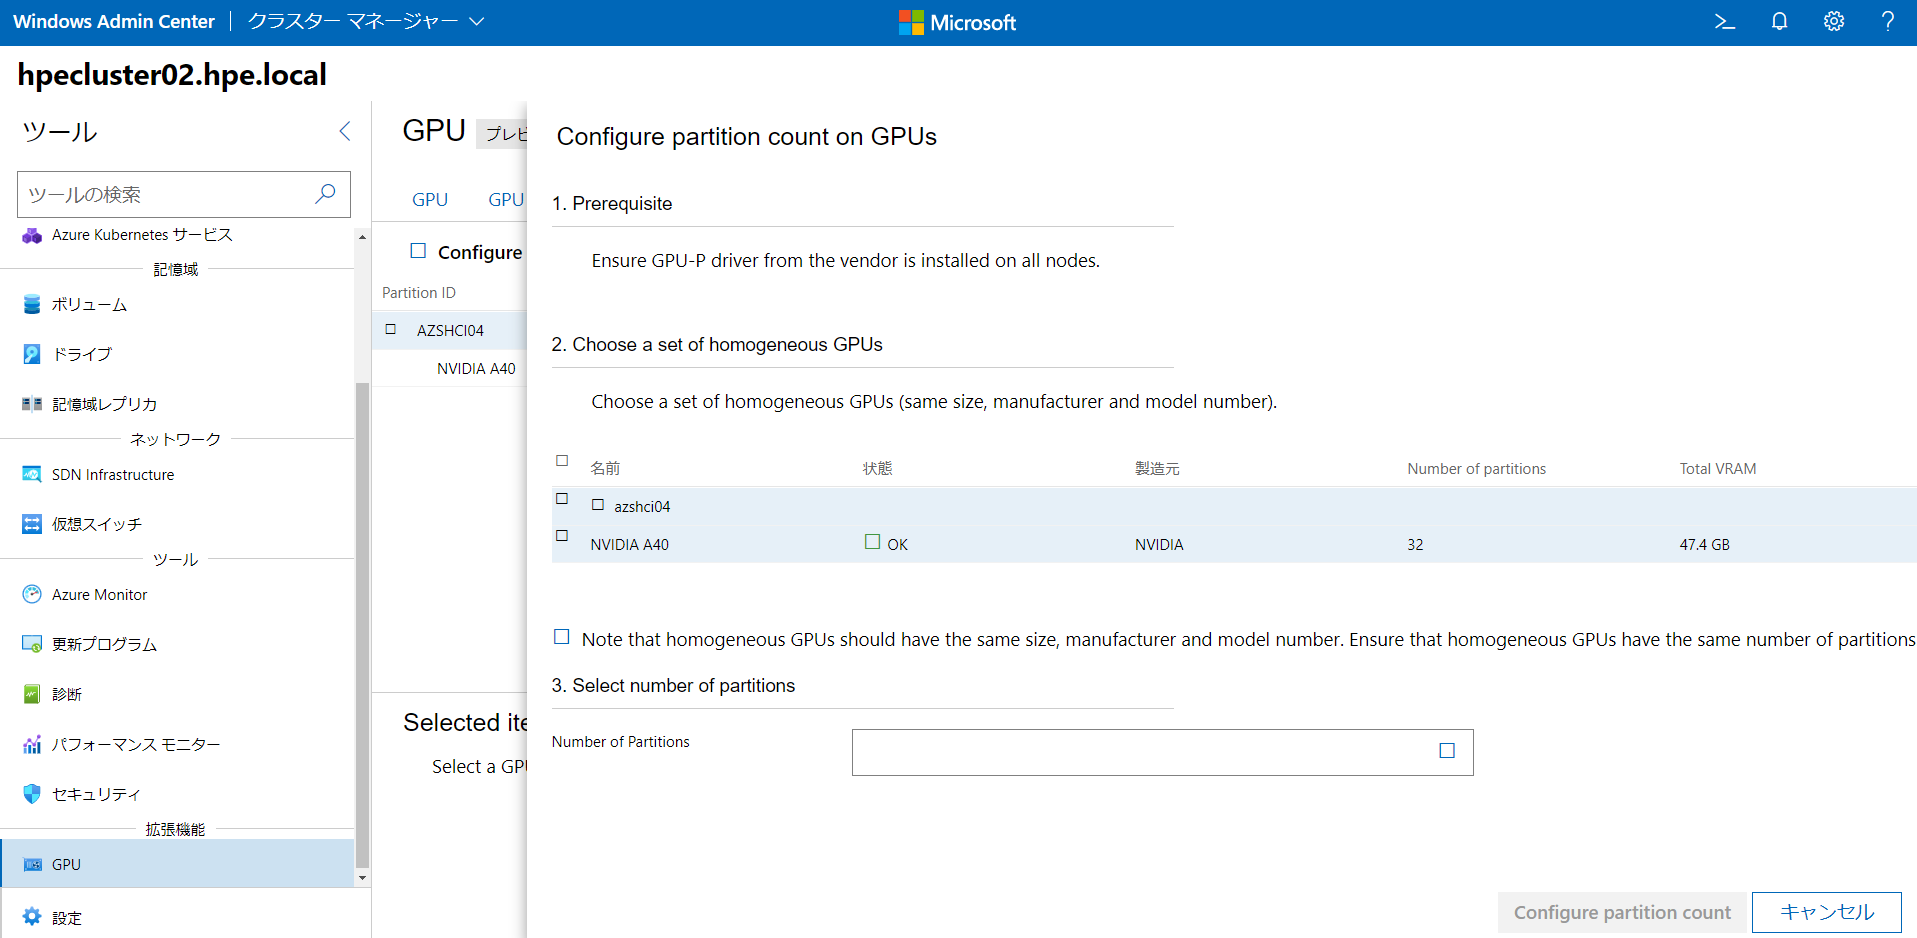 Windows Admin Center
クラスター マネージャー
Microsoft
hpecluster02.hpe.local
ツール
ツールの検索
Azure Kubernetes サービス
記憶域
ボリューム
ドライブ
記憶域レプリカ
ネットワーク
SDN Infrastructure
仮想スイッチ
ツール
Azure Monitor
更新プログラム
診断
パフォーマンス モニター
セキュリティ
拡張機能
GPU
設定
GPU
プレビ
GPU GPU
Configure
Partition ID
AZSHCI04
NVIDIA A40
Selected ite
Select a GPU
Configure partition count on GPUs
1. Prerequisite
Ensure GPU-P driver from the vendor is installed on all nodes.
2. Choose a set of homogeneous GPUs
Choose a set of homogeneous GPUs (same size, manufacturer and model number).
名前 状態 製造元 Number of partitions Total VRAM
azshci04
NVIDIA A40 OK NVIDIA 32 47.4 GB
Note that homogeneous GPUs should have the same size, manufacturer and model number. Ensure that homogeneous GPUs have the same number of partitions
3. Select number of partitions
Number of Partitions
Configure partition count
キャンセル